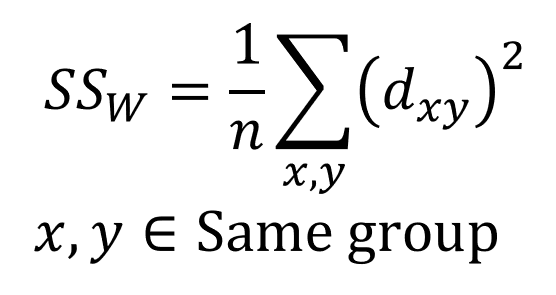 SS_W = \frac{1}{n} \sum_{x,y} (d_{xy})^2
x, y ∈ Same group